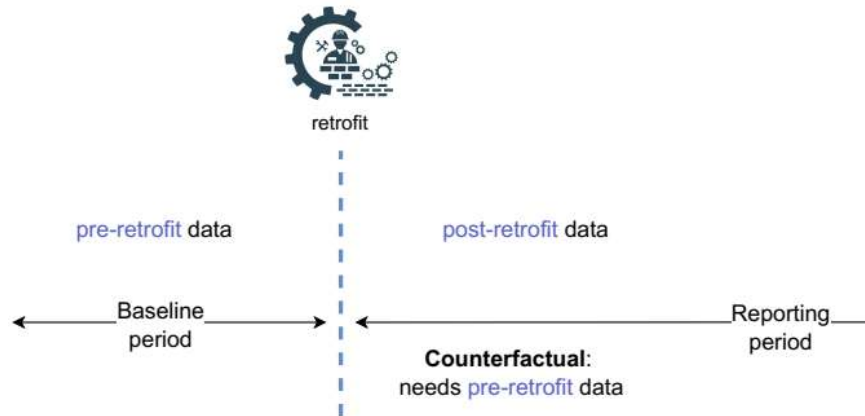 retrofit
pre-retrofit data
post-retrofit data
Baseline
period
Reporting
period
Counterfactual:
needs pre-retrofit data